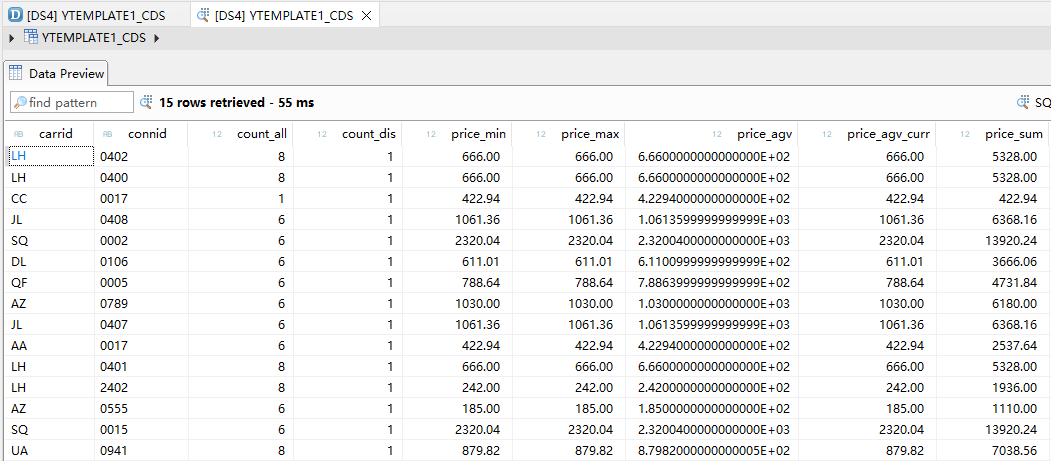 [DS4] YTEMPLATE1_CDS [DS4] YTEMPLATE1_CDS
YTEMPLATE1_CDS
Data Preview
find pattern 15 rows retrieved - 55 ms SQ
AB carrid AB connid 12 count_all 12 count_dis 12 price_min 12 price_max 12 price_agv 12 price_agv_curr 12 price_sum
LH 0402 8 1 666.00 666.00 6.6600000000000000E+02 666.00 5328.00
LH 0400 8 1 666.00 666.00 6.6600000000000000E+02 666.00 5328.00
CC 0017 1 1 422.94 422.94 4.2294000000000000E+02 422.94 422.94
JL 0408 6 1 1061.36 1061.36 1.0613599999999999E+03 1061.36 6368.16
SQ 0002 6 1 2320.04 2320.04 2.3200400000000000E+03 2320.04 13920.24
DL 0106 6 1 611.01 611.01 6.1100999999999999E+02 611.01 3666.06
QF 0005 6 1 788.64 788.64 7.8863999999999999E+02 788.64 4731.84
AZ 0789 6 1 1030.00 1030.00 1.0300000000000000E+03 1030.00 6180.00
JL 0407 6 1 1061.36 1061.36 1.0613599999999999E+03 1061.36 6368.16
AA 0017 6 1 422.94 422.94 4.2294000000000000E+02 422.94 2537.64
LH 0401 8 1 666.00 666.00 6.6600000000000000E+02 666.00 5328.00
LH 2402 8 1 242.00 242.00 2.4200000000000000E+02 242.00 1936.00
AZ 0555 6 1 185.00 185.00 1.8500000000000000E+02 185.00 1110.00
SQ 0015 6 1 2320.04 2320.04 2.3200400000000000E+03 2320.04 13920.24
UA 0941 8 1 879.82 879.82 8.7982000000000005E+02 879.82 7038.56